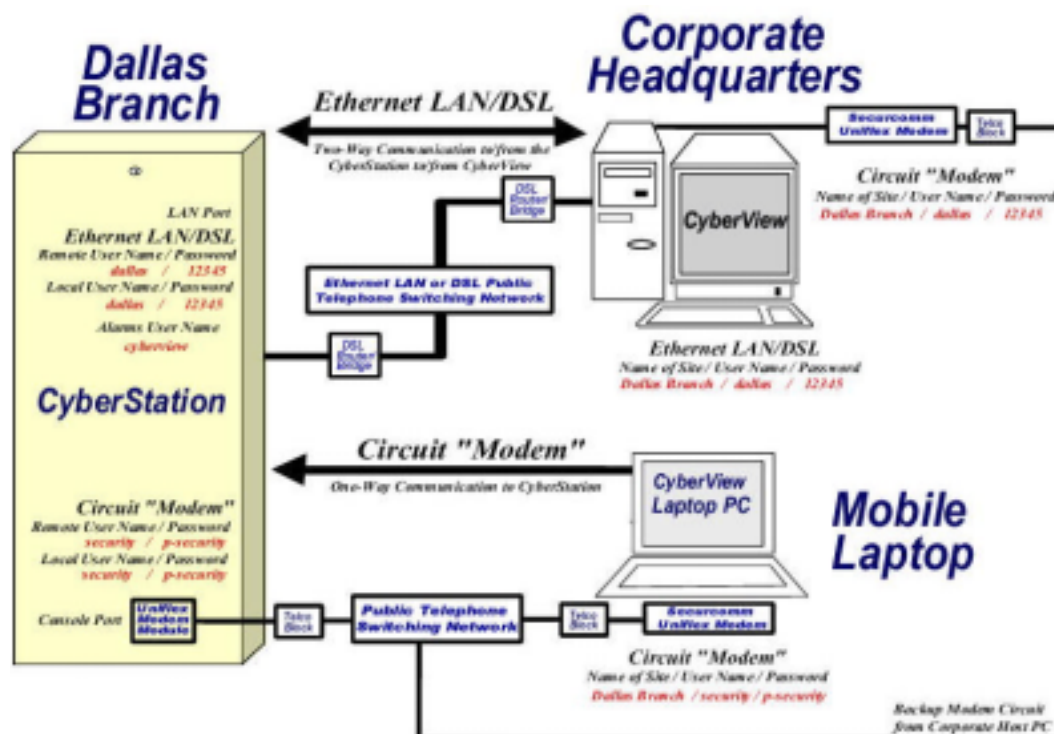 Dallas
Branch
Corporate
Headquarters
Ethernet LAN/DSL
Two-Way Communication to/from the
CyberStation to/from CyberView
DSL
Router/
Bridge
Securcomm
Uniflex Modem
Telco
Block
Circuit "Modem"
Name of Site / User Name / Password
Dallas Branch / dallas / 12345
CyberView
LAN Port
Ethernet LAN/DSL
Remote User Name / Password
dallas / 12345
Local User Name / Password
dallas / 12345
Alarms User Name
cyberview
Ethernet LAN or DSL Public
Telephone Switching Network
DSL
Router/
Bridge
Ethernet LAN/DSL
Name of Site / User Name / Password
Dallas Branch / dallas / 12345
CyberStation
Circuit "Modem"
One-Way Communication to CyberStation
CyberView
Laptop PC
Mobile
Laptop
Circuit "Modem"
Remote User Name / Password
security / p-security
Local User Name / Password
security / p-security
Console Port
Uniflex
Modem
Module
Telco
Block
Public Telephone
Switching Network
Telco
Block
Securcomm
Uniflex Modem
Circuit "Modem"
Name of Site / User Name / Password
Dallas Branch / security / p-security
Backup Modem Circuit
from Corporate Host PC